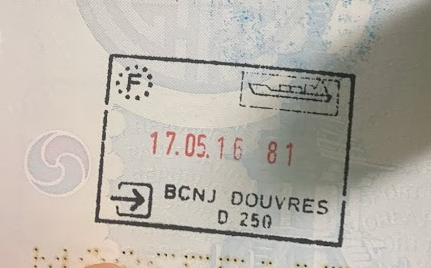 F
17.05.16 81
BCNJ DOUVRES
D 250